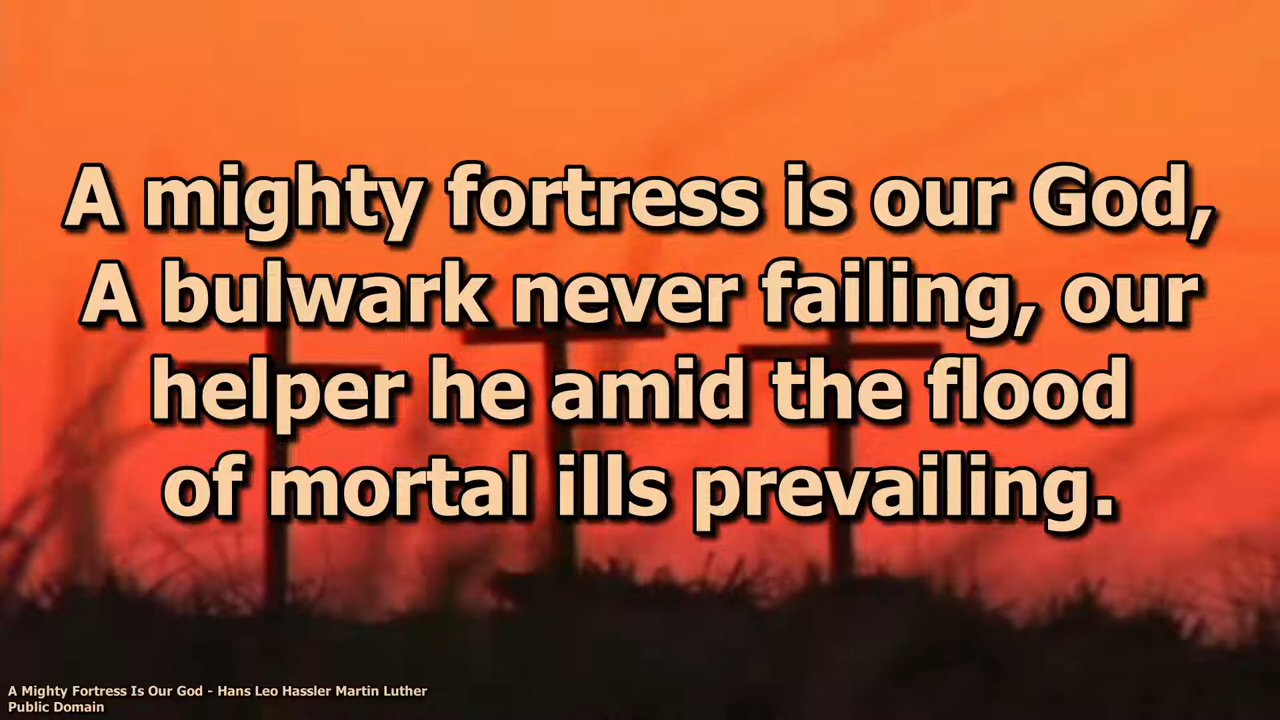 A mighty fortress is our God,
A bulwark never failing, our
helper he amid the flood
of mortal ills prevailing.
A Mighty Fortress Is Our God - Hans Leo Hassler Martin Luther
Public Domain